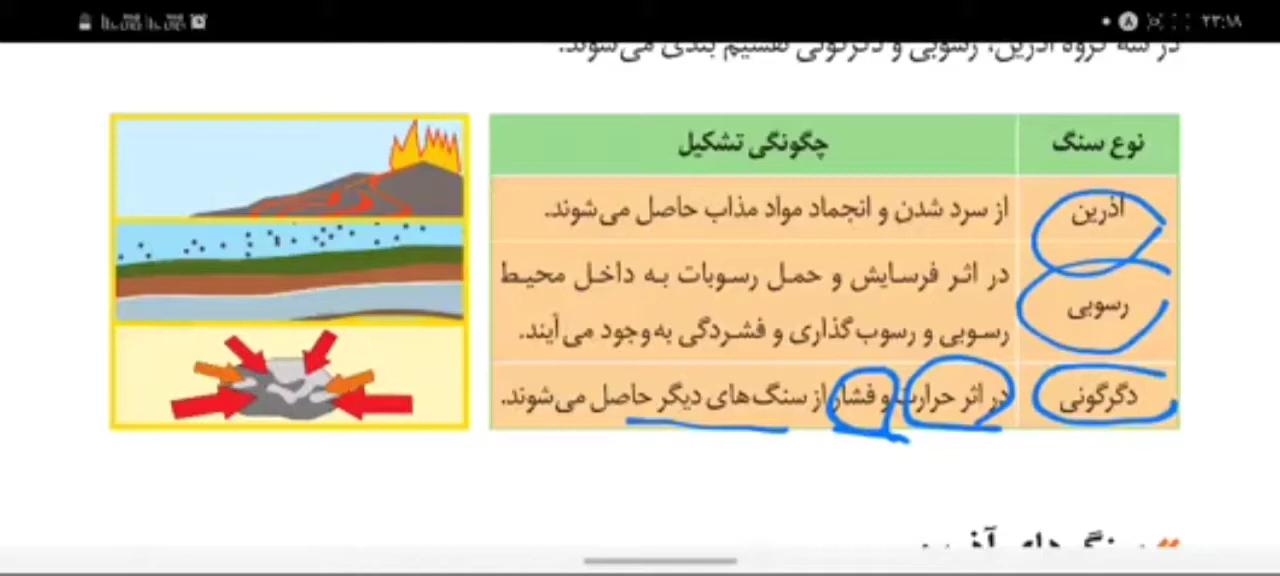 ۲۳:۱۸
در سه گروه آذرین، رسوبی و دگرگونی تقسیم بندی می‌شوند.
نوع سنگ
چگونگی تشکیل
آذرین
از سرد شدن و انجماد مواد مذاب حاصل می‌شوند.
رسوبی
در اثر فرسایش و حمل رسوبات به داخل محیط
رسوبی و رسوب‌گذاری و فشردگی به‌وجود می‌آیند.
دگرگونی
در اثر حرارت و فشار از سنگ‌های دیگر حاصل می‌شوند.